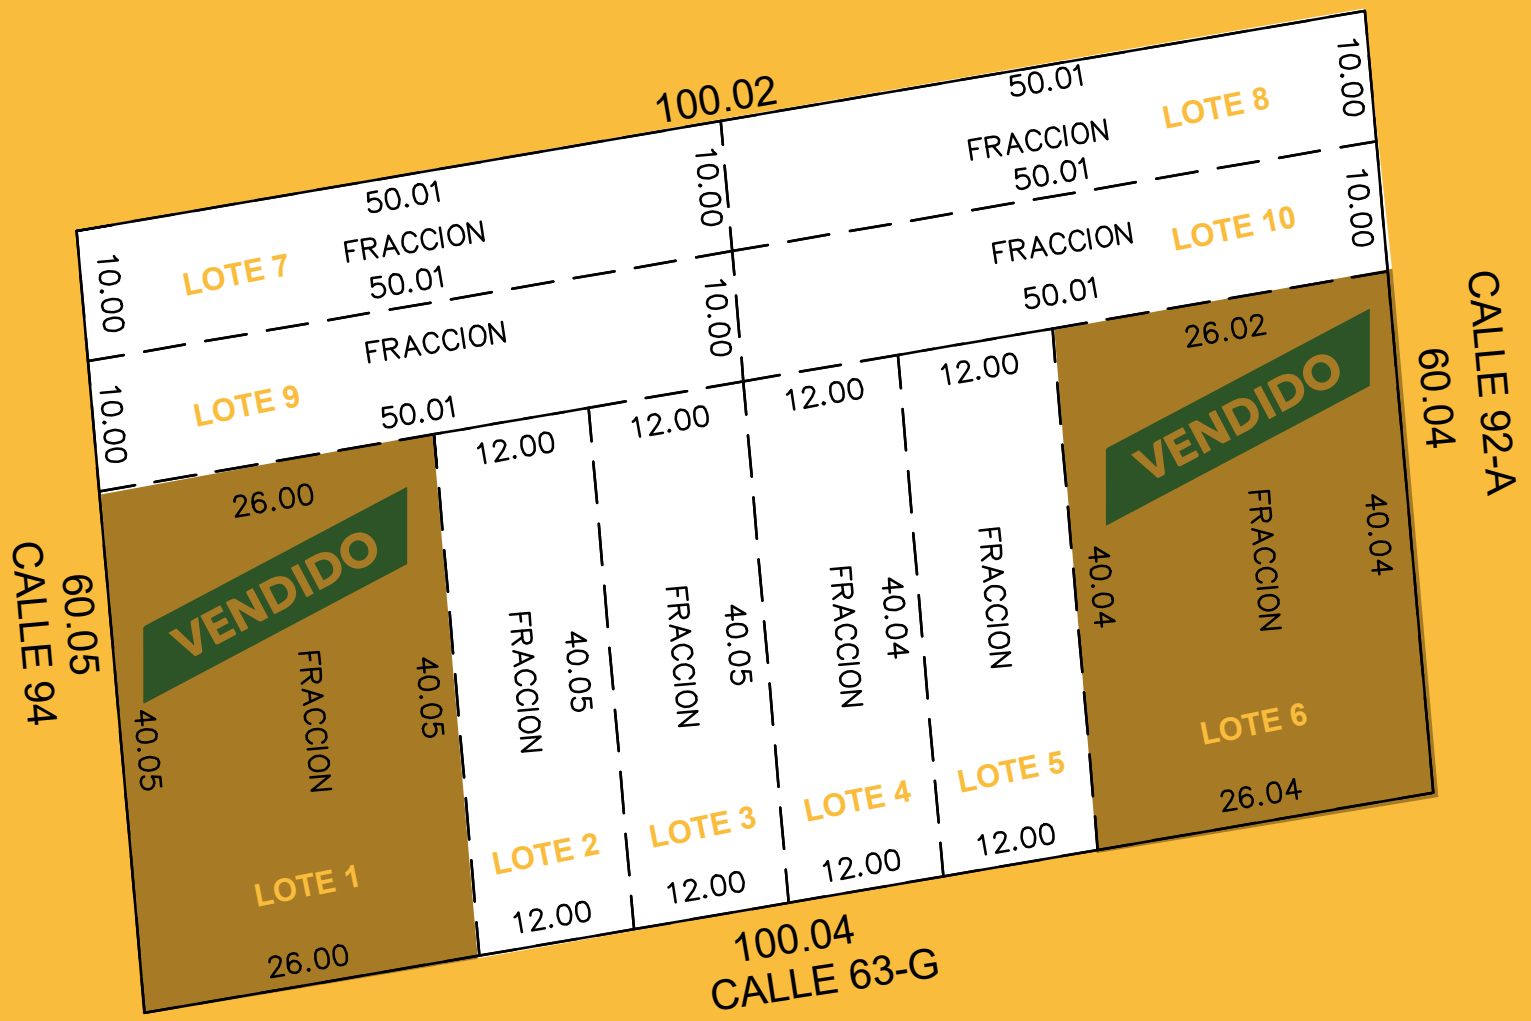 100.02
50.01
10.00
LOTE 8
FRACCION
50.01
10.00
50.01
FRACCION
LOTE 7
50.01
10.00
10.00
LOTE 10
FRACCION
50.01
10.00
FRACCION
LOTE 9
50.01
10.00
26.00
VENDIDO
FRACCION
40.05
40.05
LOTE 1
26.00
12.00
FRACCION
40.05
LOTE 2
12.00
12.00
FRACCION
40.05
LOTE 3
12.00
12.00
FRACCION
40.04
LOTE 4
12.00
12.00
FRACCION
LOTE 5
12.00
26.02
VENDIDO
40.04
FRACCION
40.04
LOTE 6
26.04
60.05
CALLE 94
CALLE 92-A
60.04
100.04
CALLE 63-G